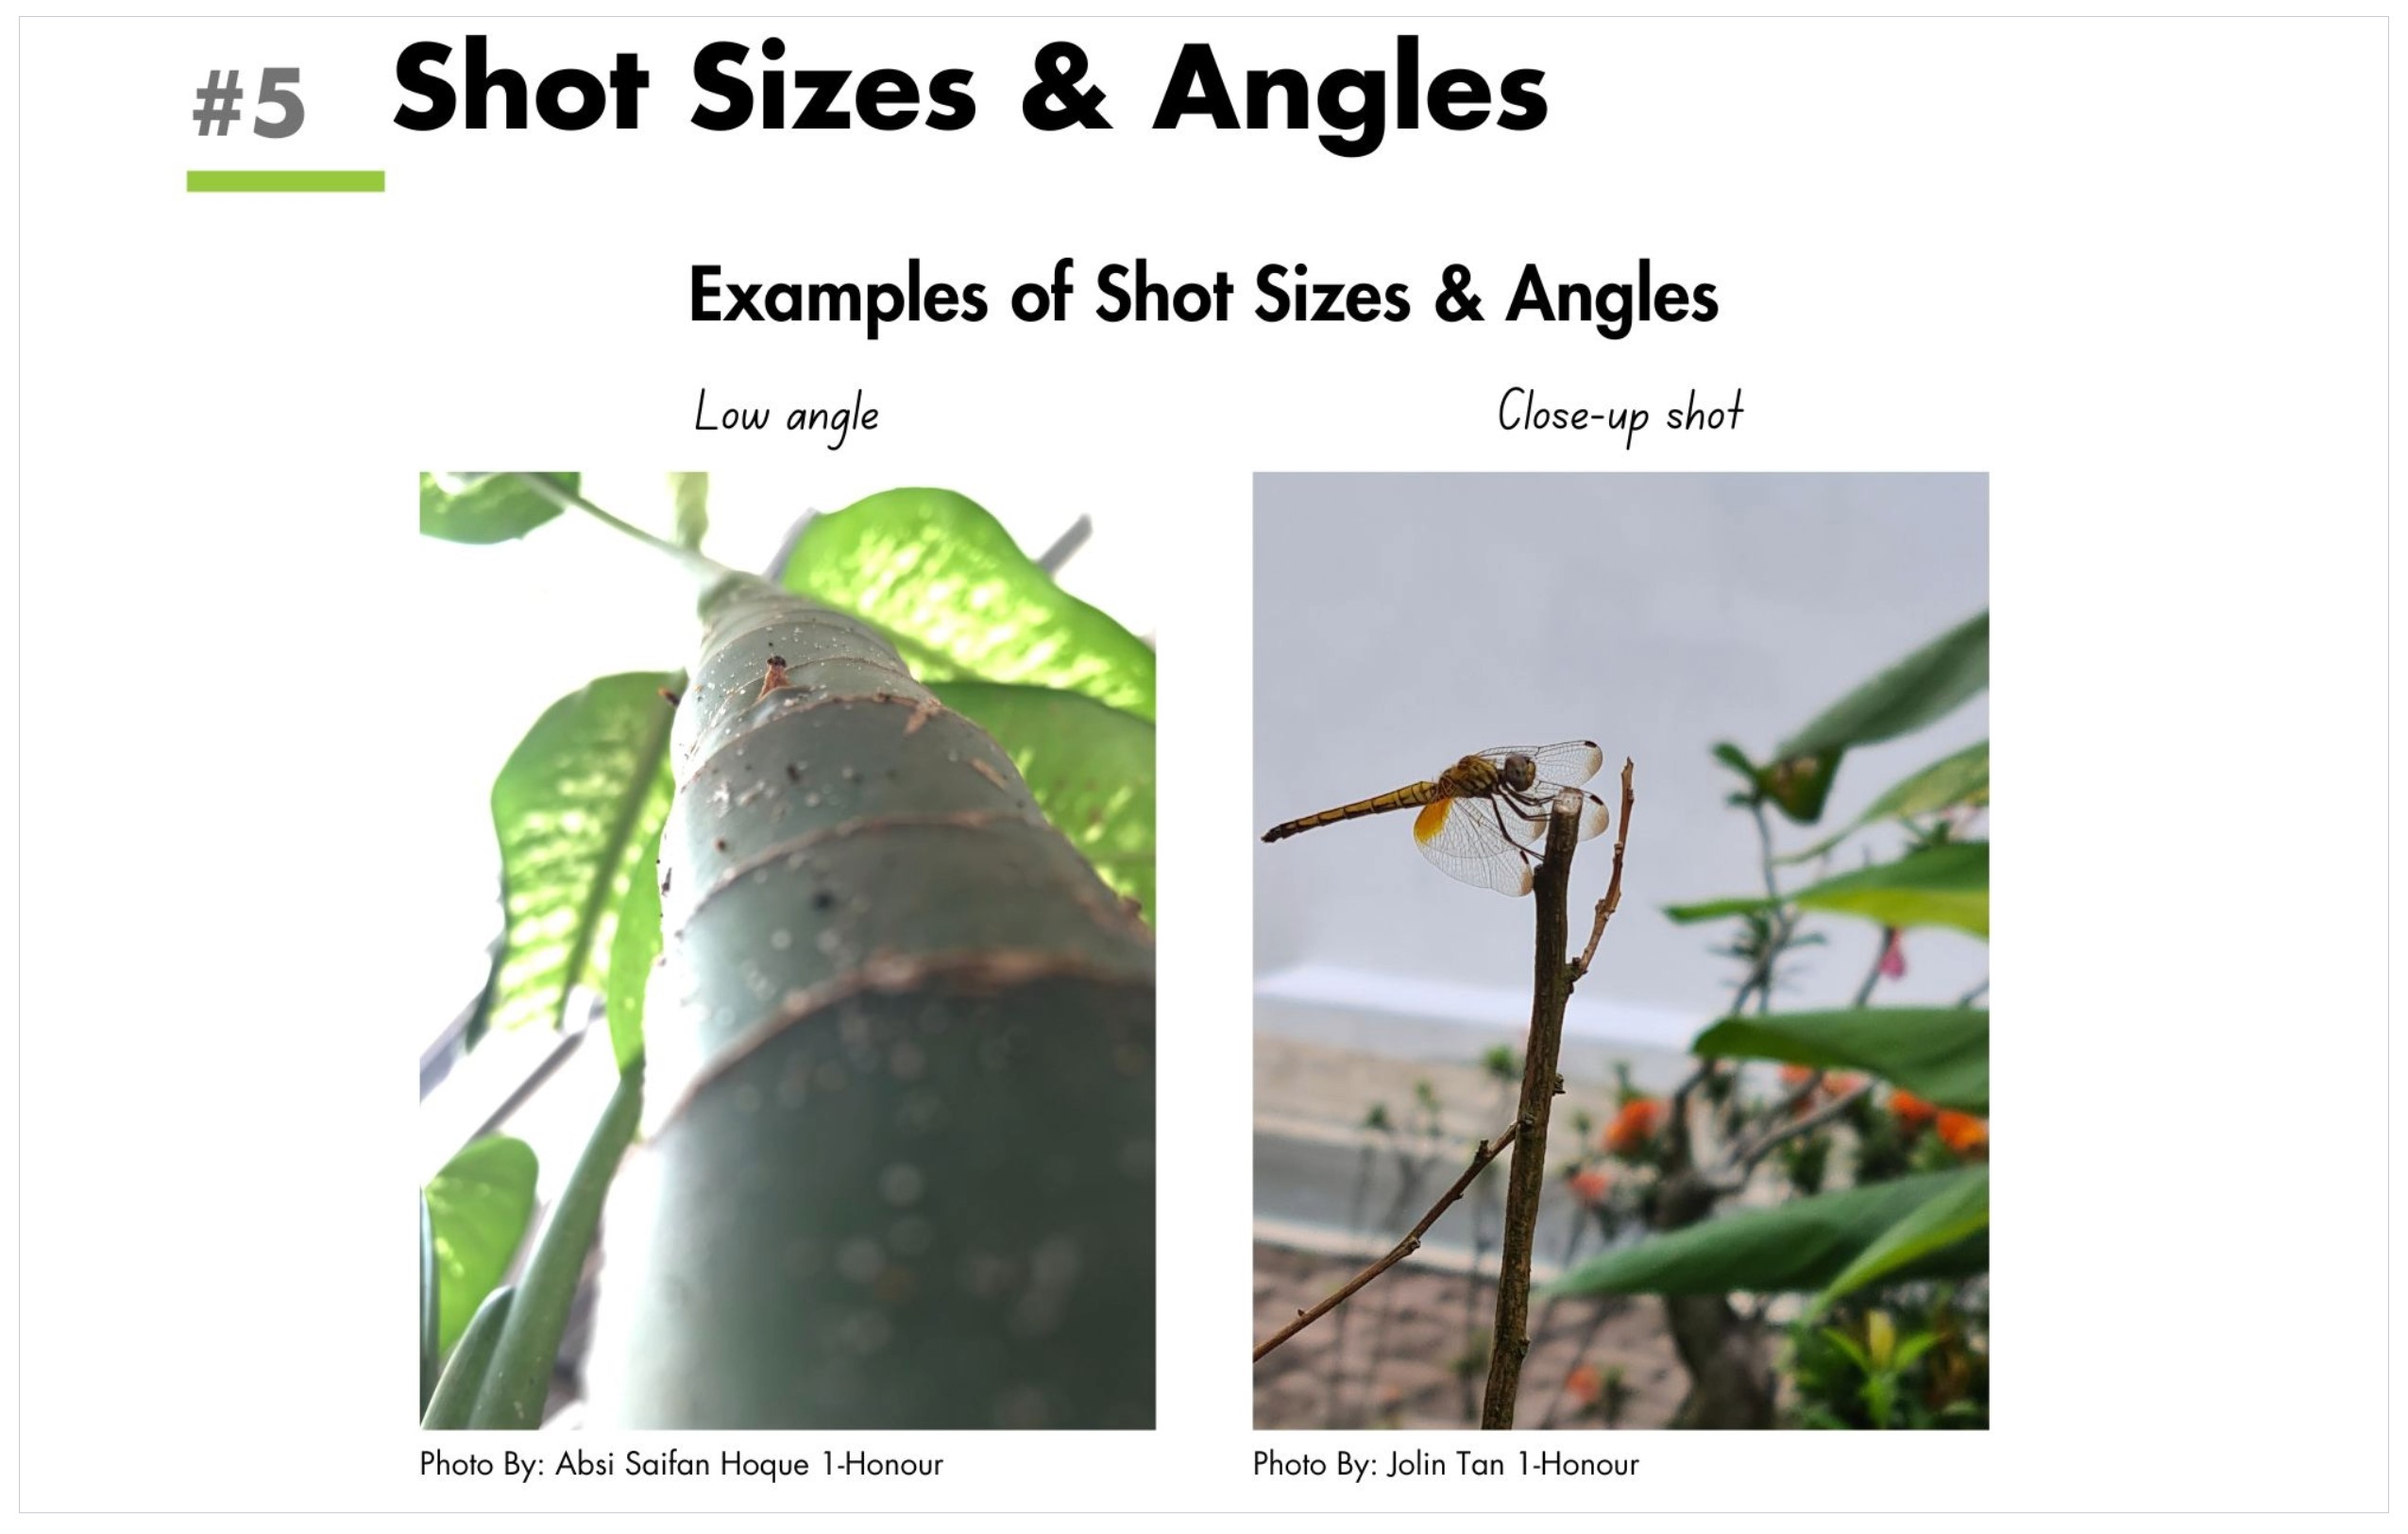 #5 Shot Sizes & Angles
Examples of Shot Sizes & Angles
Low angle
Close-up shot
Photo By: Absi Saifan Hoque 1-Honour
Photo By: Jolin Tan 1-Honour